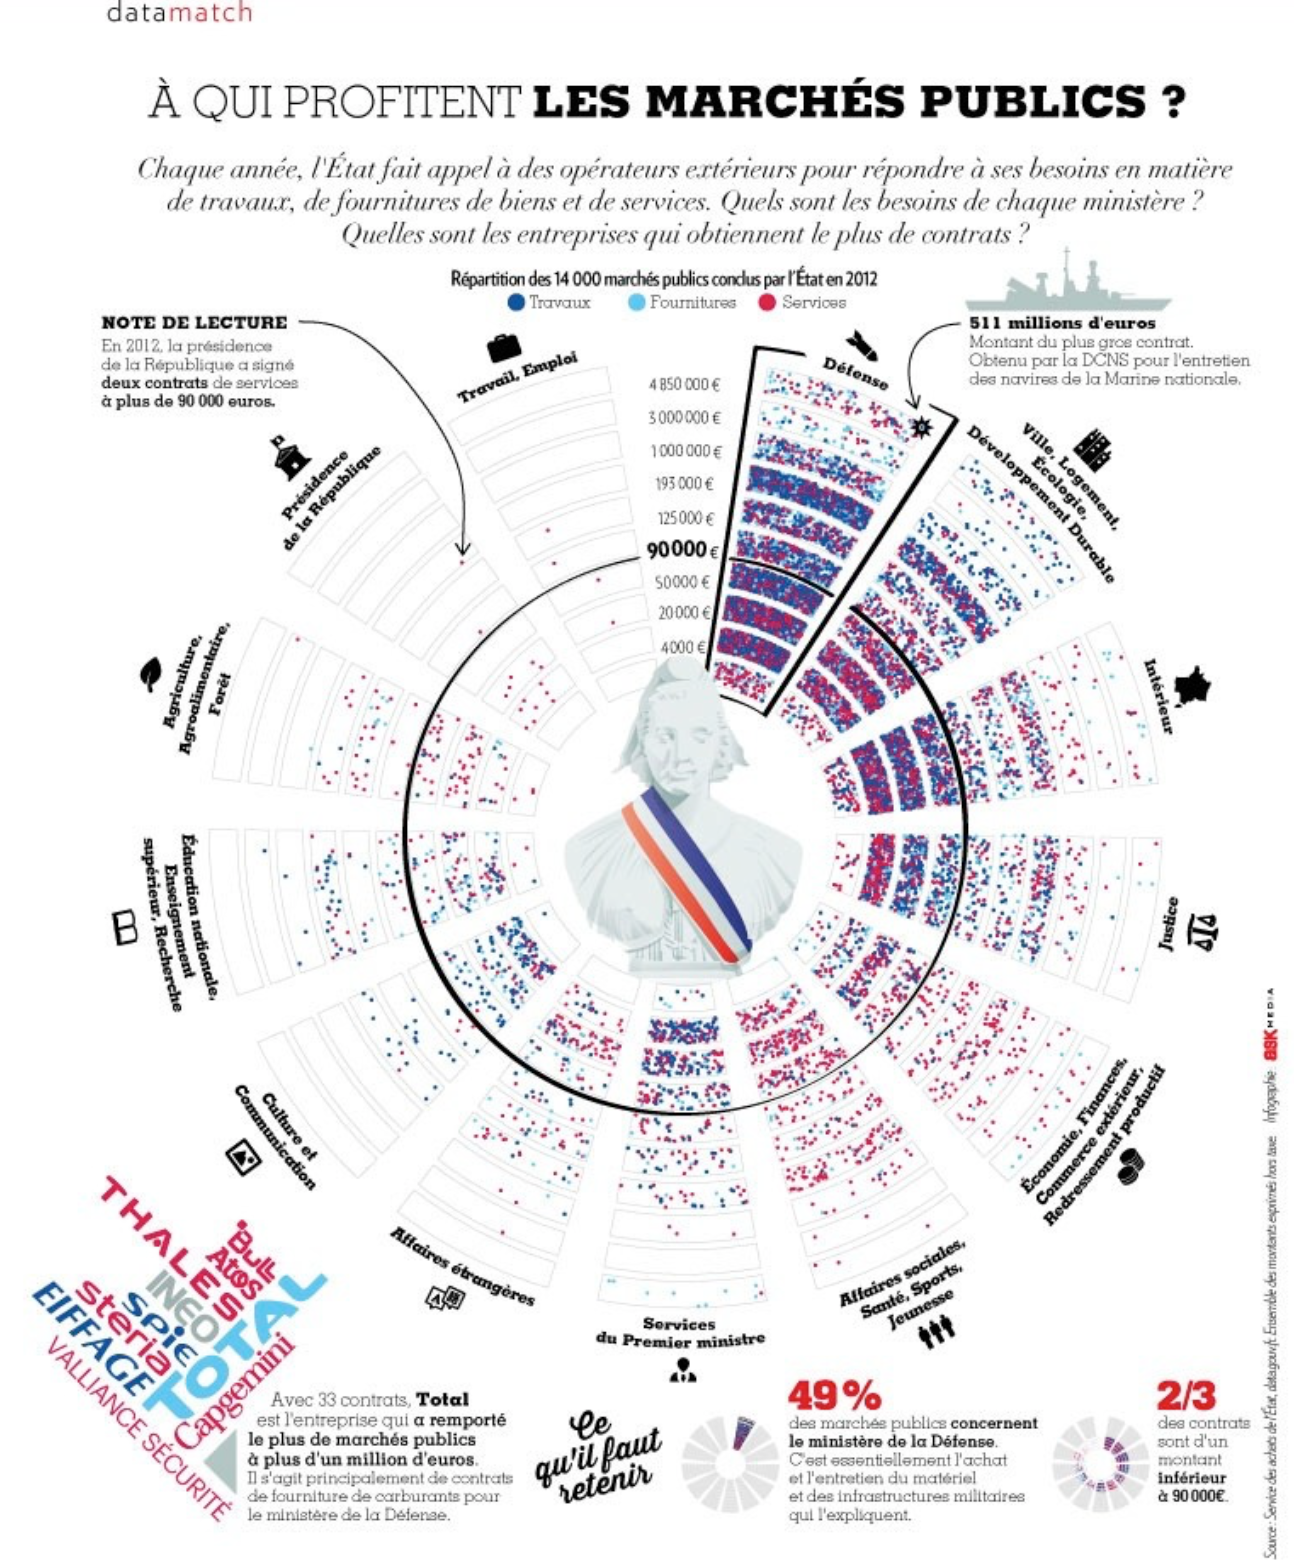 datamatch
À QUI PROFITENT LES MARCHÉS PUBLICS ?
Chaque année, l'État fait appel à des opérateurs extérieurs pour répondre à ses besoins en matière
de travaux, de fournitures de biens et de services. Quels sont les besoins de chaque ministère ?
Quelles sont les entreprises qui obtiennent le plus de contrats ?
Répartition des 14 000 marchés publics conclus par l'État en 2012
Travaux Fournitures Services
NOTE DE LECTURE
En 2012, la présidence
de la République a signé
deux contrats de services
à plus de 90 000 euros.
511 millions d'euros
Montant du plus gros contrat.
Obtenu par la DCNS pour l'entretien
des navires de la Marine nationale.
Travail, Emploi
4 850 000 €
3 000 000 €
1 000 000 €
193 000 €
125 000 €
90 000 €
50 000 €
20 000 €
4000 €
Défense
Ville, Logement,
Écologie,
Développement Durable
Intérieur
Justice
Économie, Finances,
Commerce extérieur,
Redressement productif
Affaires sociales,
Santé, Sports,
Jeunesse
Services
du Premier ministre
Affaires étrangères
Culture et
Communication
Éducation nationale,
Enseignement
supérieur, Recherche
Agriculture,
Agroalimentaire,
Forêt
Présidence
de la République
THALES
Bull
Atos
INEO
TOTAL
Spie
Steria
EIFFAGE
Capgemini
VALLIANCE SÉCURITÉ
Avec 33 contrats, Total
est l'entreprise qui a remporté
le plus de marchés publics
à plus d'un million d'euros.
Il s'agit principalement de contrats
de fourniture de carburants pour
le ministère de la Défense.
Ce
qu'il faut
retenir
49%
des marchés publics concernent
le ministère de la Défense.
C'est essentiellement l'achat
et l'entretien du matériel
et des infrastructures militaires
qui l'expliquent.
2/3
des contrats
sont d'un
montant
inférieur
à 90 000€.
Source : Service des achats de l'État, data.gouv.fr. Ensemble des montants exprimés hors taxe Infographie ASKMEDIA